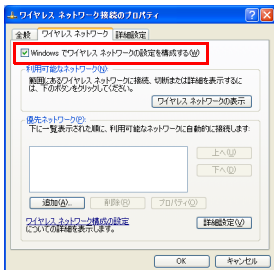 ワイヤレス ネットワーク接続のプロパティ
全般 ワイヤレス ネットワーク 詳細設定
Windows でワイヤレス ネットワークの設定を構成する(W)
利用可能なネットワーク(N):
範囲にあるワイヤレス ネットワークに接続、切断または詳細を表示するに
は、下のボタンをクリックしてください。
ワイヤレス ネットワークの表示
優先ネットワーク(P):
下に一覧表示された順に、利用可能なネットワークに自動的に接続します:
上へ(U)
下へ(D)
追加(A)... 削除(R) プロパティ(O)
ワイヤレス ネットワーク構成の設定
についての詳細を表示します。
詳細設定(V)
OK キャンセル